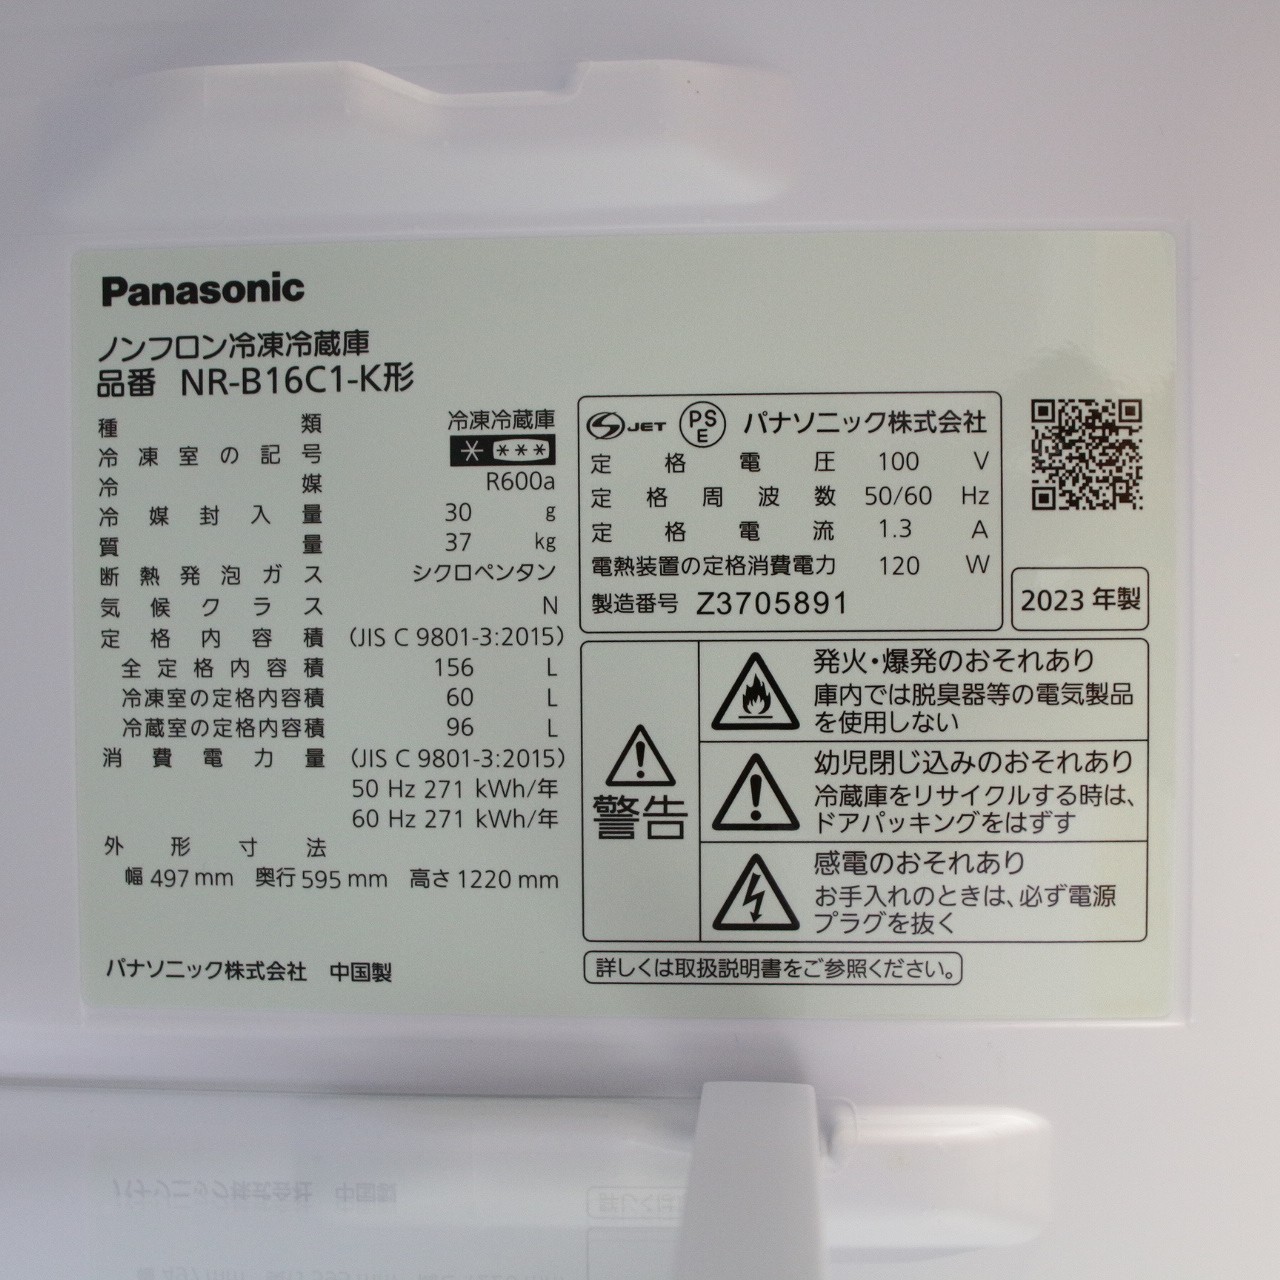 Panasonic
ノンフロン冷凍冷蔵庫
品番 NR-B16C1-K形
種類 冷凍冷蔵庫
冷凍室の記号 * ***
冷媒 R600a
冷媒封入量 30 g
質量 37 kg
断熱発泡ガス シクロペンタン
気候クラス N
定格内容積 (JIS C 9801-3:2015)
全定格内容積 156 L
冷凍室の定格内容積 60 L
冷蔵室の定格内容積 96 L
消費電力量 (JIS C 9801-3:2015)
50 Hz 271 kWh/年
60 Hz 271 kWh/年
外形寸法
幅 497 mm 奥行 595 mm 高さ 1220 mm
パナソニック株式会社 中国製
S JET PS E パナソニック株式会社
定格電圧 100 V
定格周波数 50/60 Hz
定格電流 1.3 A
電熱装置の定格消費電力 120 W
製造番号 Z3705891
2023 年製
警告
発火・爆発のおそれあり
庫内では脱臭器等の電気製品
を使用しない
幼児閉じ込みのおそれあり
冷蔵庫をリサイクルする時は、
ドアパッキングをはずす
感電のおそれあり
お手入れのときは、必ず電源
プラグを抜く
詳しくは取扱説明書をご参照ください。